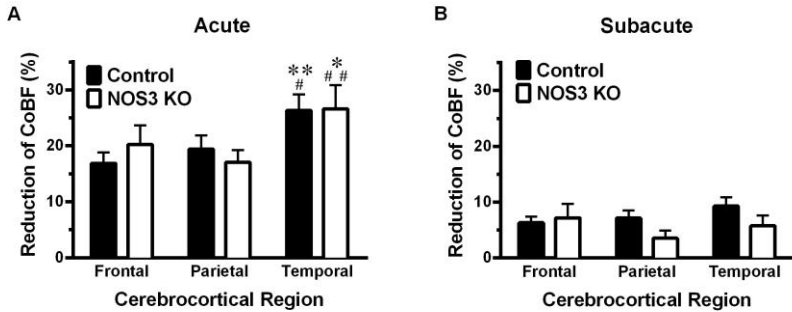 A
Acute
Reduction of CoBF (%)
30
20
10
0
Control
NOS3 KO
** *
# # #
Frontal Parietal Temporal
Cerebrocortical Region
B
Subacute
Reduction of CoBF (%)
30
20
10
0
Control
NOS3 KO
Frontal Parietal Temporal
Cerebrocortical Region